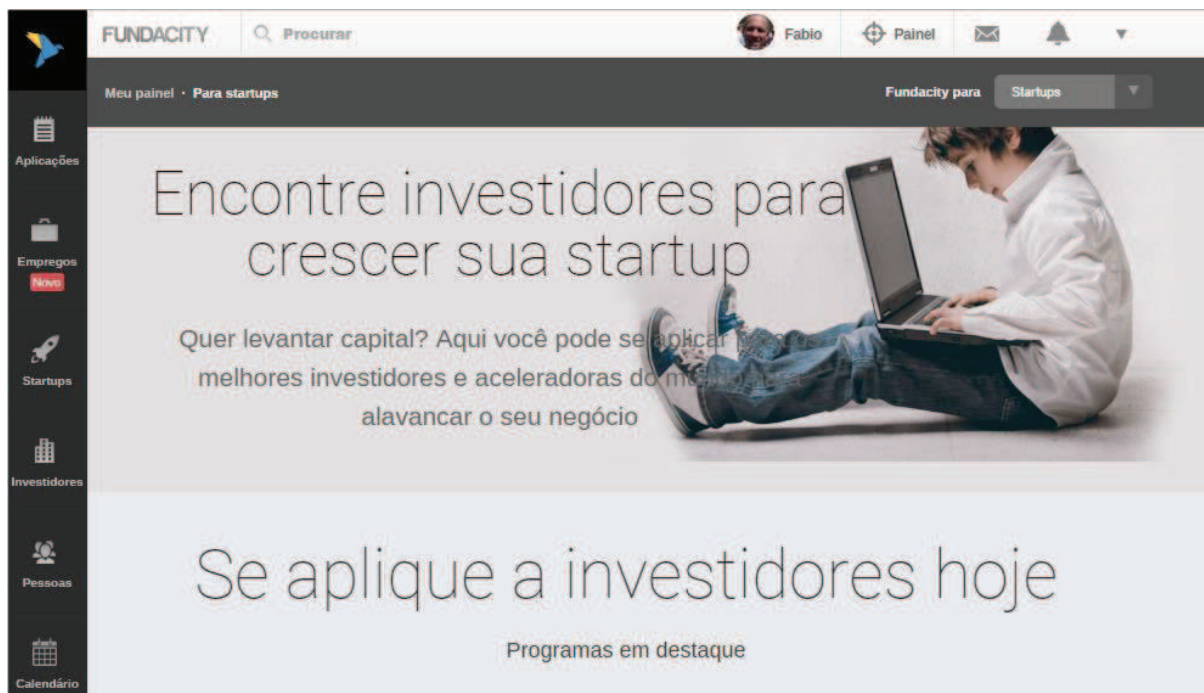 FUNDACITY
Procurar
Fabio
Painel
Meu painel · Para startups
Fundacity para
Startups
Aplicações
Empregos
Novo
Startups
Investidores
Pessoas
Calendário
Encontre investidores para
crescer sua startup
Quer levantar capital? Aqui você pode se aplicar
melhores investidores e aceleradoras do
alavancar o seu negócio
Se aplique a investidores hoje
Programas em destaque